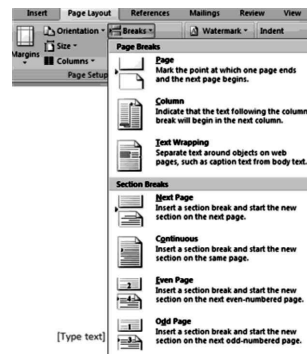 Insert Page Layout References Mailings Review View
Orientation Breaks Watermark Indent
Margins
Size
Columns
Page Setup
Page Breaks
Page
Mark the point at which one page ends
and the next page begins.
Column
Indicate that the text following the column
break will begin in the next column.
Text Wrapping
Separate text around objects on web
pages, such as caption text from body text.
Section Breaks
Next Page
Insert a section break and start the new
section on the next page.
Continuous
Insert a section break and start the new
section on the same page.
Even Page
Insert a section break and start the new
section on the next even-numbered page.
Odd Page
Insert a section break and start the new
section on the next odd-numbered page.
[Type text]